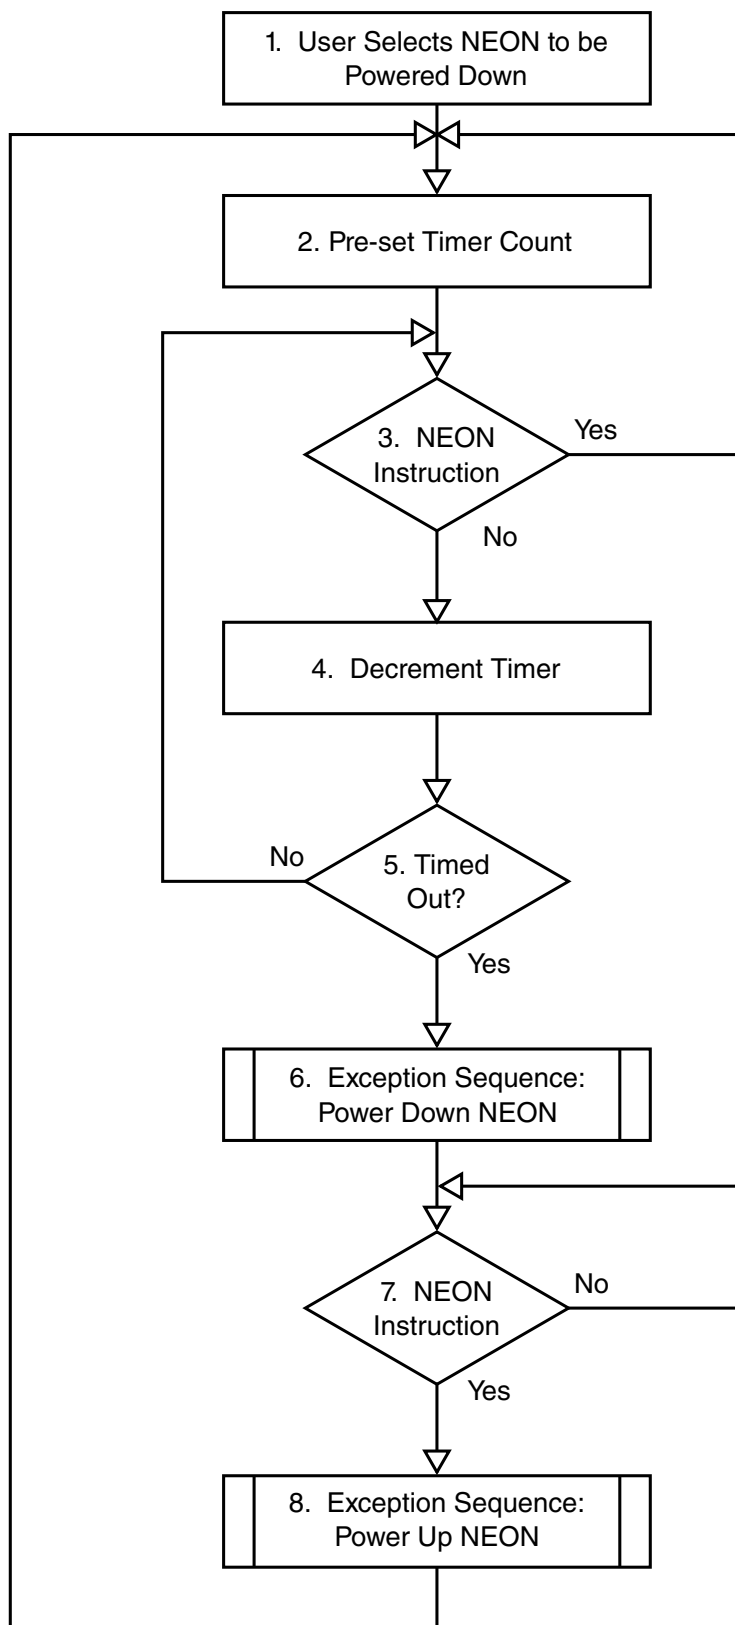 1. User Selects NEON to be
Powered Down
2. Pre-set Timer Count
3. NEON
Instruction
Yes
No
4. Decrement Timer
5. Timed
Out?
No
Yes
6. Exception Sequence:
Power Down NEON
7. NEON
Instruction
No
Yes
8. Exception Sequence:
Power Up NEON